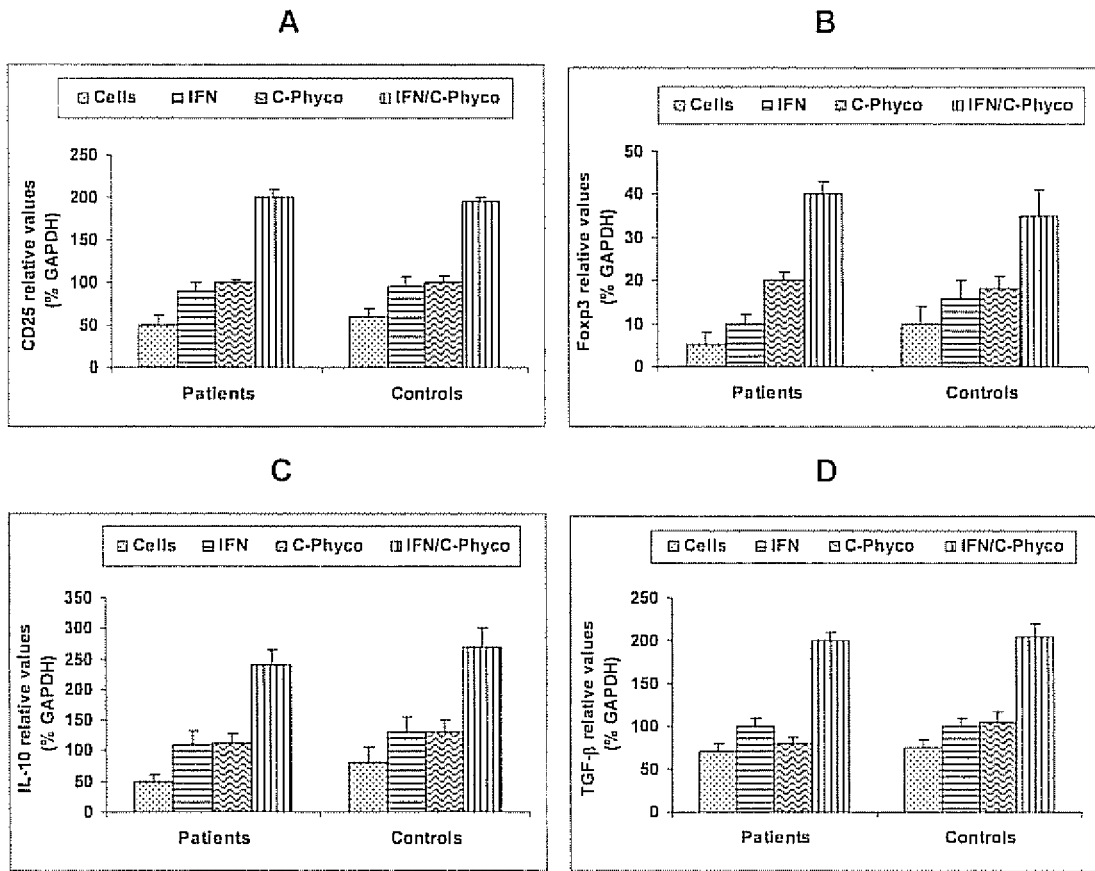 A
Cells IFN C-Phyco IFN/C-Phyco
CD25 relative values
(% GAPDH)
250
200
150
100
50
0
Patients Controls
B
Cells IFN C-Phyco IFN/C-Phyco
Foxp3 relative values
(% GAPDH)
50
40
30
20
10
0
Patients Controls
C
Cells IFN C-Phyco IFN/C-Phyco
IL-10 relative values
(% GAPDH)
350
300
250
200
150
100
50
0
Patients Controls
D
Cells IFN C-Phyco IFN/C-Phyco
TGF-β relative values
(% GAPDH)
250
200
150
100
50
0
Patients Controls